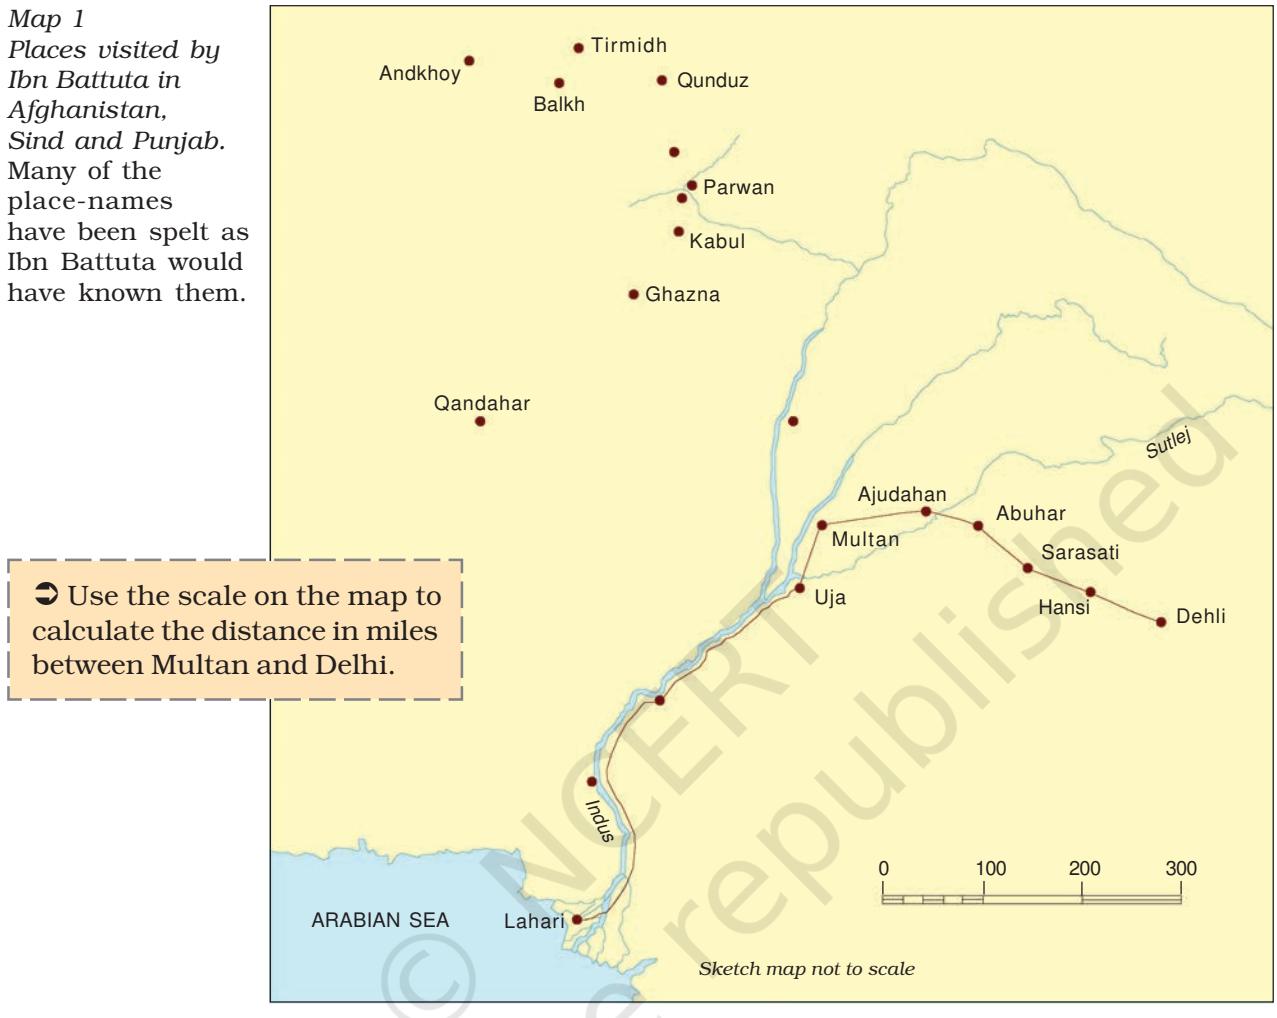 Map 1
Places visited by
Ibn Battuta in
Afghanistan,
Sind and Punjab.
Many of the
place-names
have been spelt as
Ibn Battuta would
have known them.
➲ Use the scale on the map to
calculate the distance in miles
between Multan and Delhi.
Tirmidh
Andkhoy
Qunduz
Balkh
Parwan
Kabul
Ghazna
Qandahar
Sutlej
Ajudahan
Abuhar
Multan
Sarasati
Uja
Hansi
Dehli
Indus
0 100 200 300
ARABIAN SEA
Lahari
Sketch map not to scale
© NCERT
republished